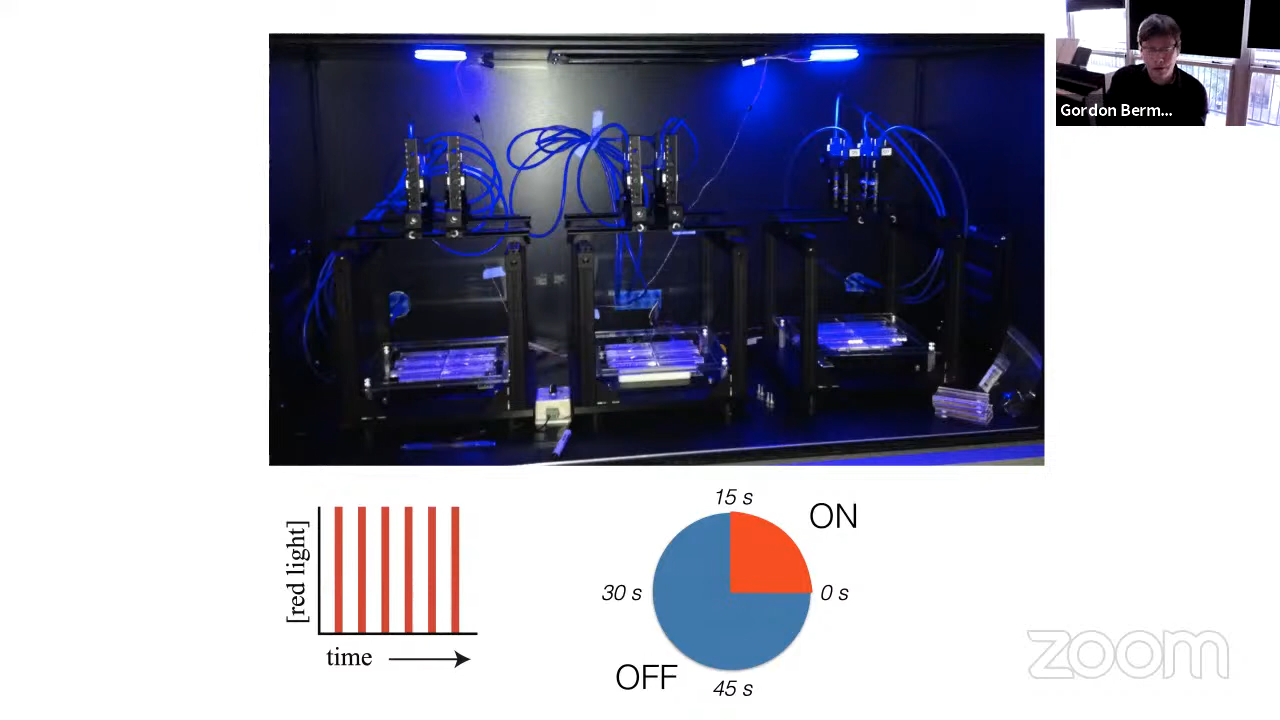 Gordon Berm...
15 s
ON
[red light]
30 s
0 s
time
OFF
45 s
zoom